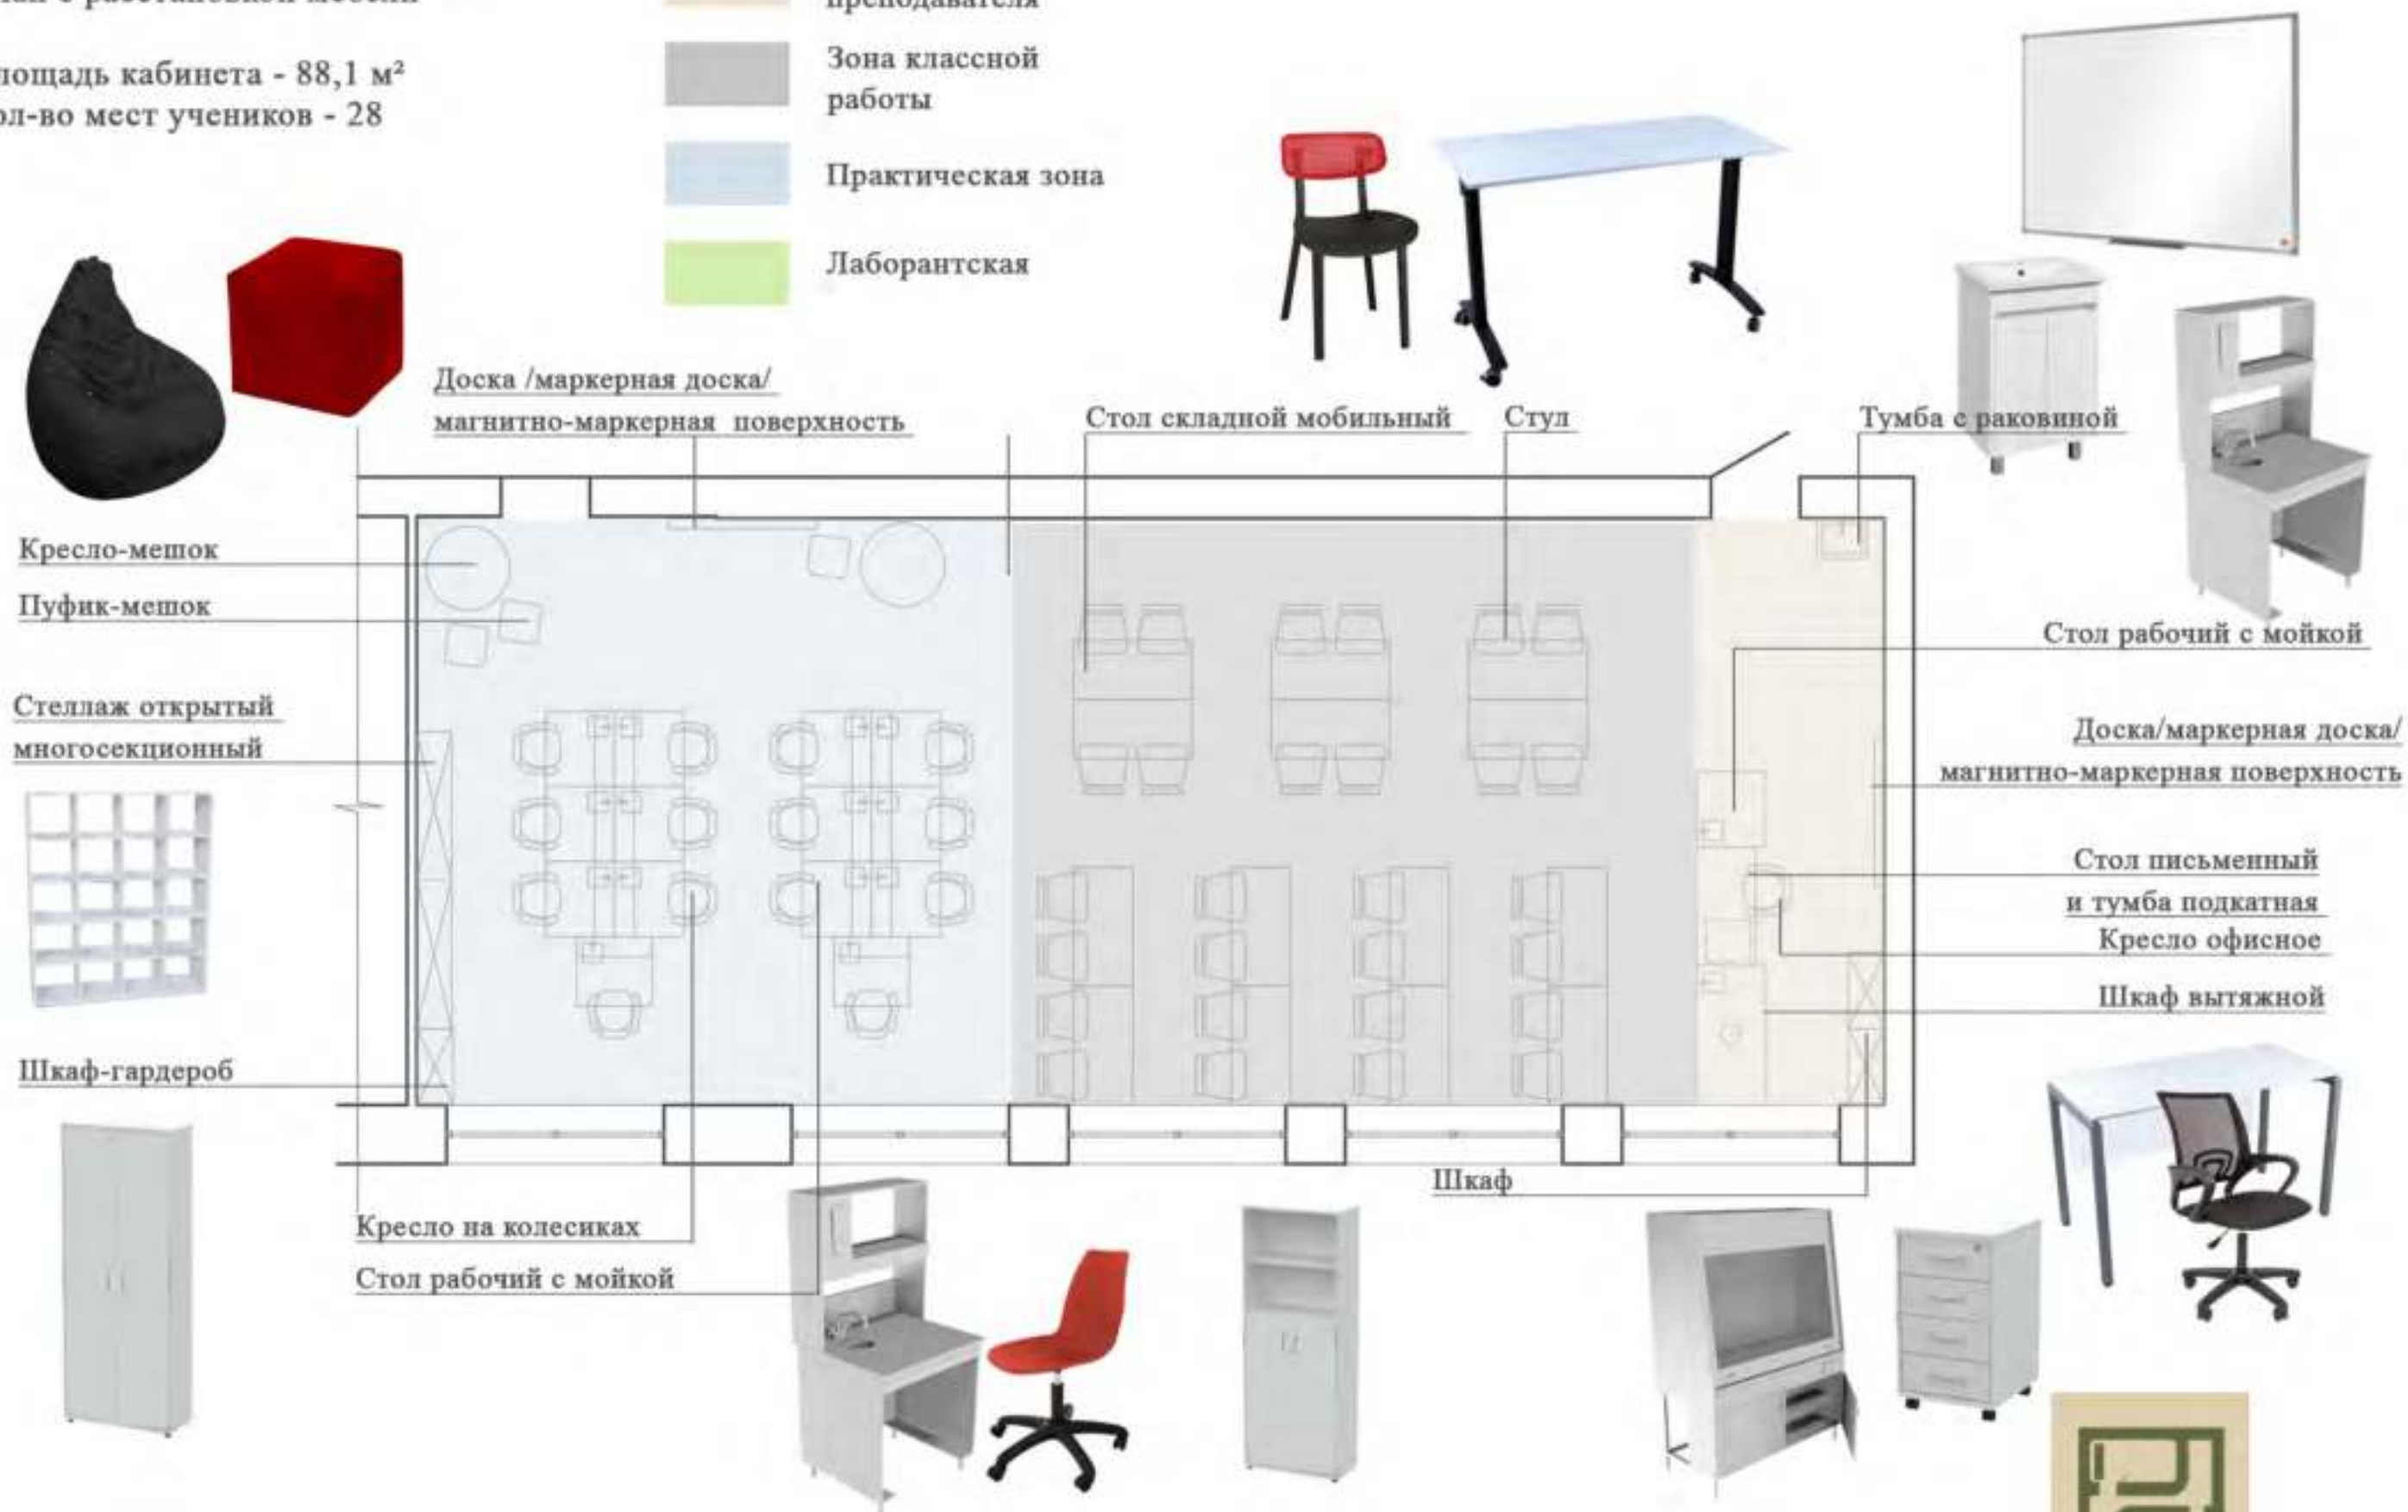 с расстановкой мебели
кабинета - 88,1 м²
мест учеников - 28
преподавателя
Зона классной
работы
Практическая зона
Лаборантская
Доска /маркерная доска/
магнитно-маркерная поверхность
Стол складной мобильный
Стул
Тумба с раковиной
Кресло-мешок
Пуфик-мешок
Стеллаж открытый
многосекционный
Шкаф-гардероб
Стол рабочий с мойкой
Доска/маркерная доска/
магнитно-маркерная поверхность
Стол письменный
и тумба подкатная
Кресло офисное
Шкаф вытяжной
Шкаф
Кресло на колесиках
Стол рабочий с мойкой